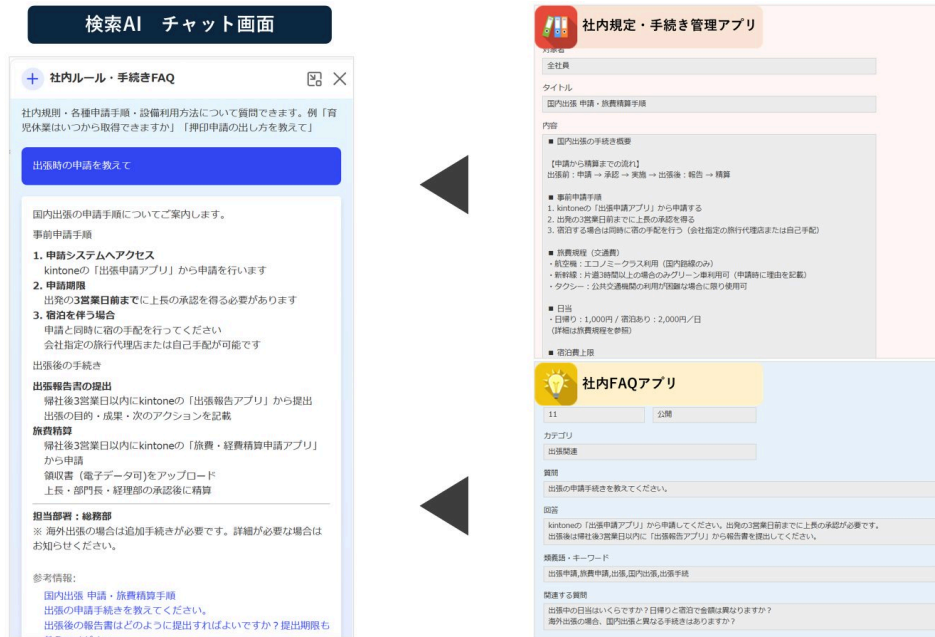 検索AI　チャット画面
社内ルール・手続きFAQ
社内規則・各種申請手順・設備利用方法について質問できます。例「育
児休業はいつから取得できますか」「押印申請の出し方を教えて」
出張時の申請を教えて
国内出張の申請手順についてご案内します。
事前申請手順
1. 申請システムへアクセス
kintoneの「出張申請アプリ」から申請を行います
2. 申請期限
出発の3営業日前までに上長の承認を得る必要があります
3. 宿泊を伴う場合
申請と同時に宿の手配を行ってください
会社指定の旅行代理店または自己手配が可能です
出張後の手続き
出張報告書の提出
帰社後3営業日以内にkintoneの「出張報告アプリ」から提出
出張の目的・成果・次のアクションを記載
旅費精算
帰社後3営業日以内にkintoneの「旅費・経費精算申請アプリ」
から申請
領収書（電子データ可)をアップロード
上長・部門長・経理部の承認後に精算
担当部署：総務部
※ 海外出張の場合は追加手続きが必要です。詳細が必要な場合は
お知らせください。
参考情報:
国内出張 申請・旅費精算手順
出張の申請手続きを教えてください。
出張後の報告書はどのように提出すればよいですか？提出期限も
社内規定・手続き管理アプリ
対象者
全社員
タイトル
国内出張 申請・旅費精算手順
内容
■ 国内出張の手続き概要
【申請から精算までの流れ】
出張前：申請 → 承認 → 実施 → 出張後：報告 → 精算
■ 事前申請手順
1. kintoneの「出張申請アプリ」から申請する
2. 出発の3営業日前までに上長の承認を得る
3. 宿泊する場合は同時に宿の手配を行う（会社指定の旅行代理店または自己手配）
■ 旅費規程（交通費）
・航空機：エコノミークラス利用（国内路線のみ）
・新幹線：片道3時間以上の場合のみグリーン車利用可（申請時に理由を記載）
・タクシー：公共交通機関の利用が困難な場合に限り使用可
■ 日当
・日帰り：1,000円 / 宿泊あり：2,000円／日
（詳細は旅費規程を参照）
■ 宿泊費上限
社内FAQアプリ
11
公開
カテゴリ
出張関連
質問
出張の申請手続きを教えてください。
回答
kintoneの「出張申請アプリ」から申請してください。出発の3営業日前までに上長の承認が必要です。
出張後は帰社後3営業日以内に「出張報告アプリ」から報告書を提出してください。
類義語・キーワード
出張申請,旅費申請,出張,国内出張,出張手続
関連する質問
出張中の日当はいくらですか？日帰りと宿泊で金額は異なりますか？
海外出張の場合、国内出張と異なる手続きはありますか？